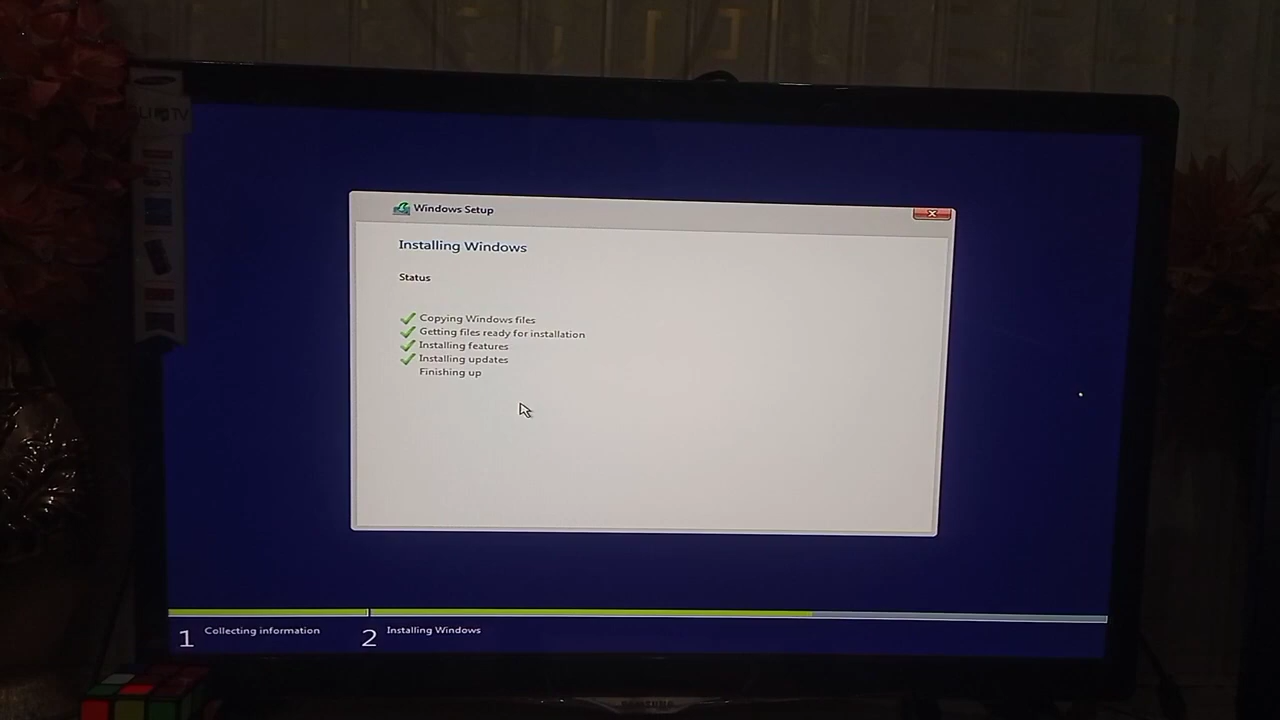 Windows Setup
Installing Windows
Status
Copying Windows files
Getting files ready for installation
Installing features
Installing updates
Finishing up
1 Collecting information
2 Installing Windows
SAMSUNG